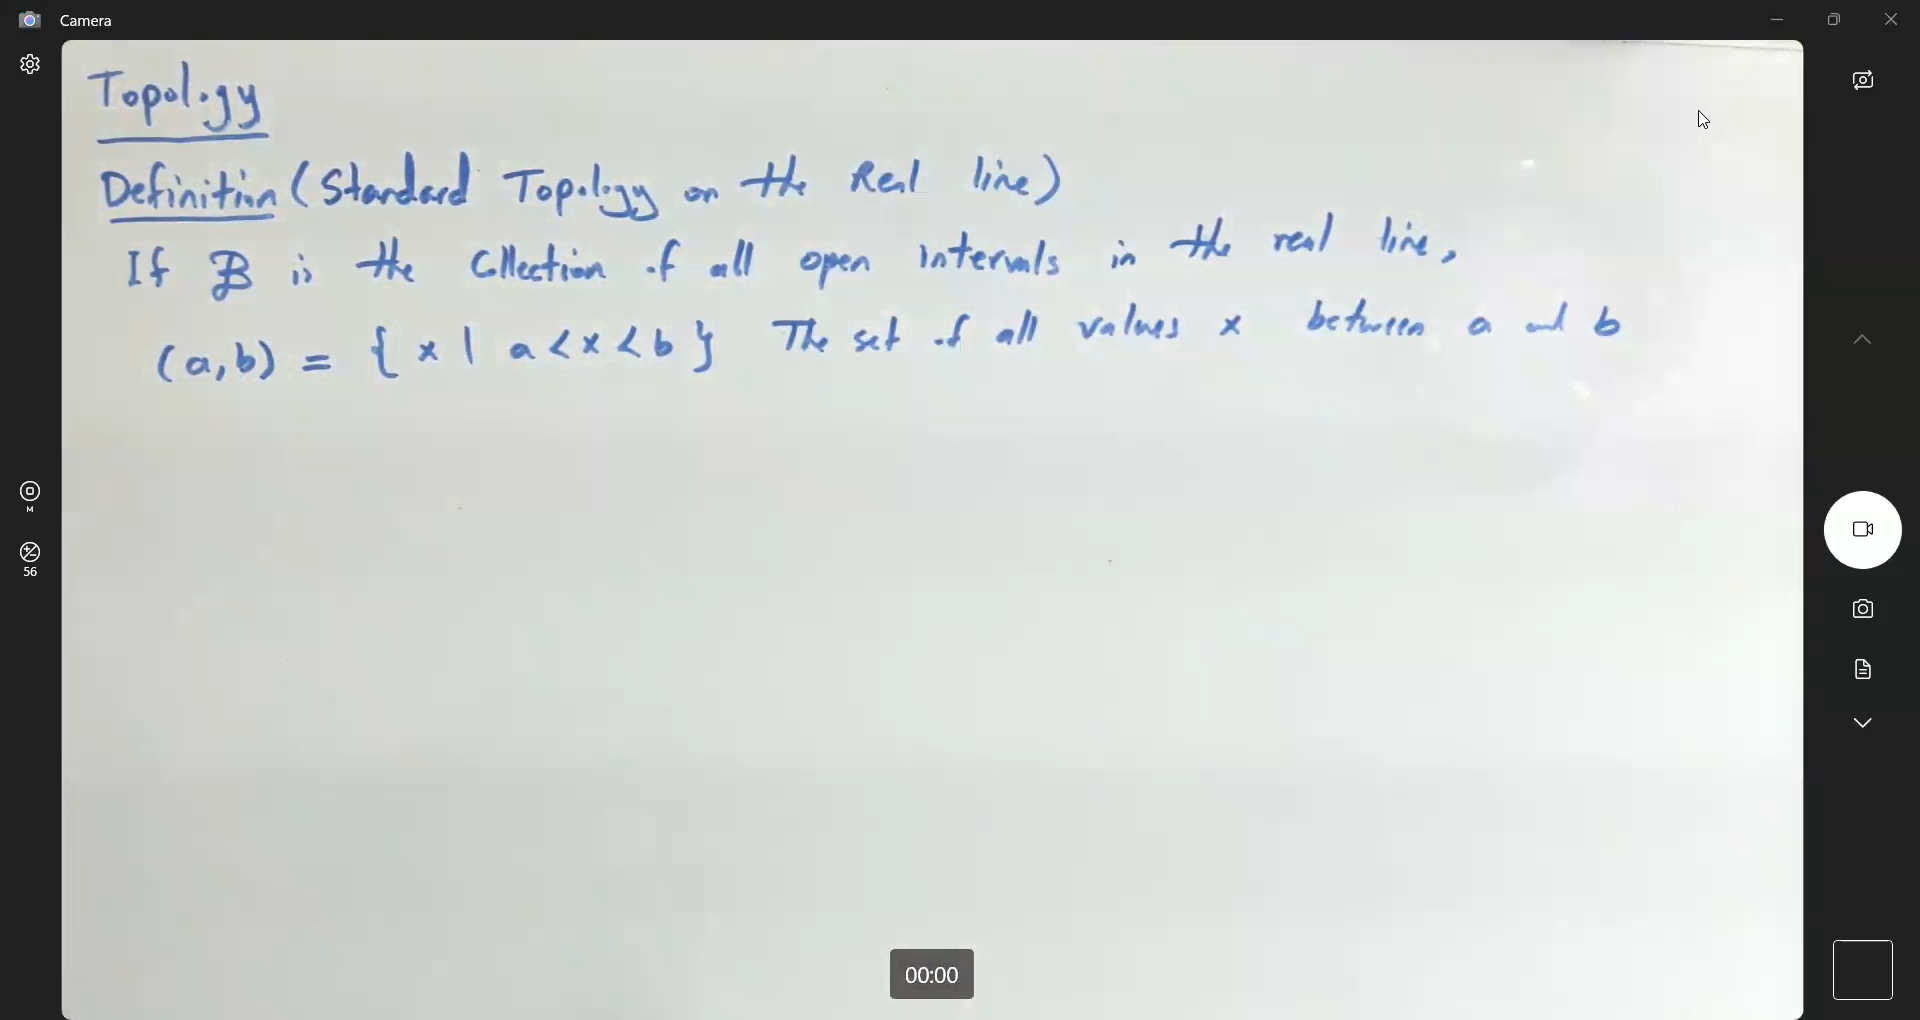 Camera
Topology
Definition (Standard Topology on the Real line)
If B is the Collection of all open intervals in the real line,
(a,b) = { x | a < x < b } The set of all values x between a and b
M
56
00:00